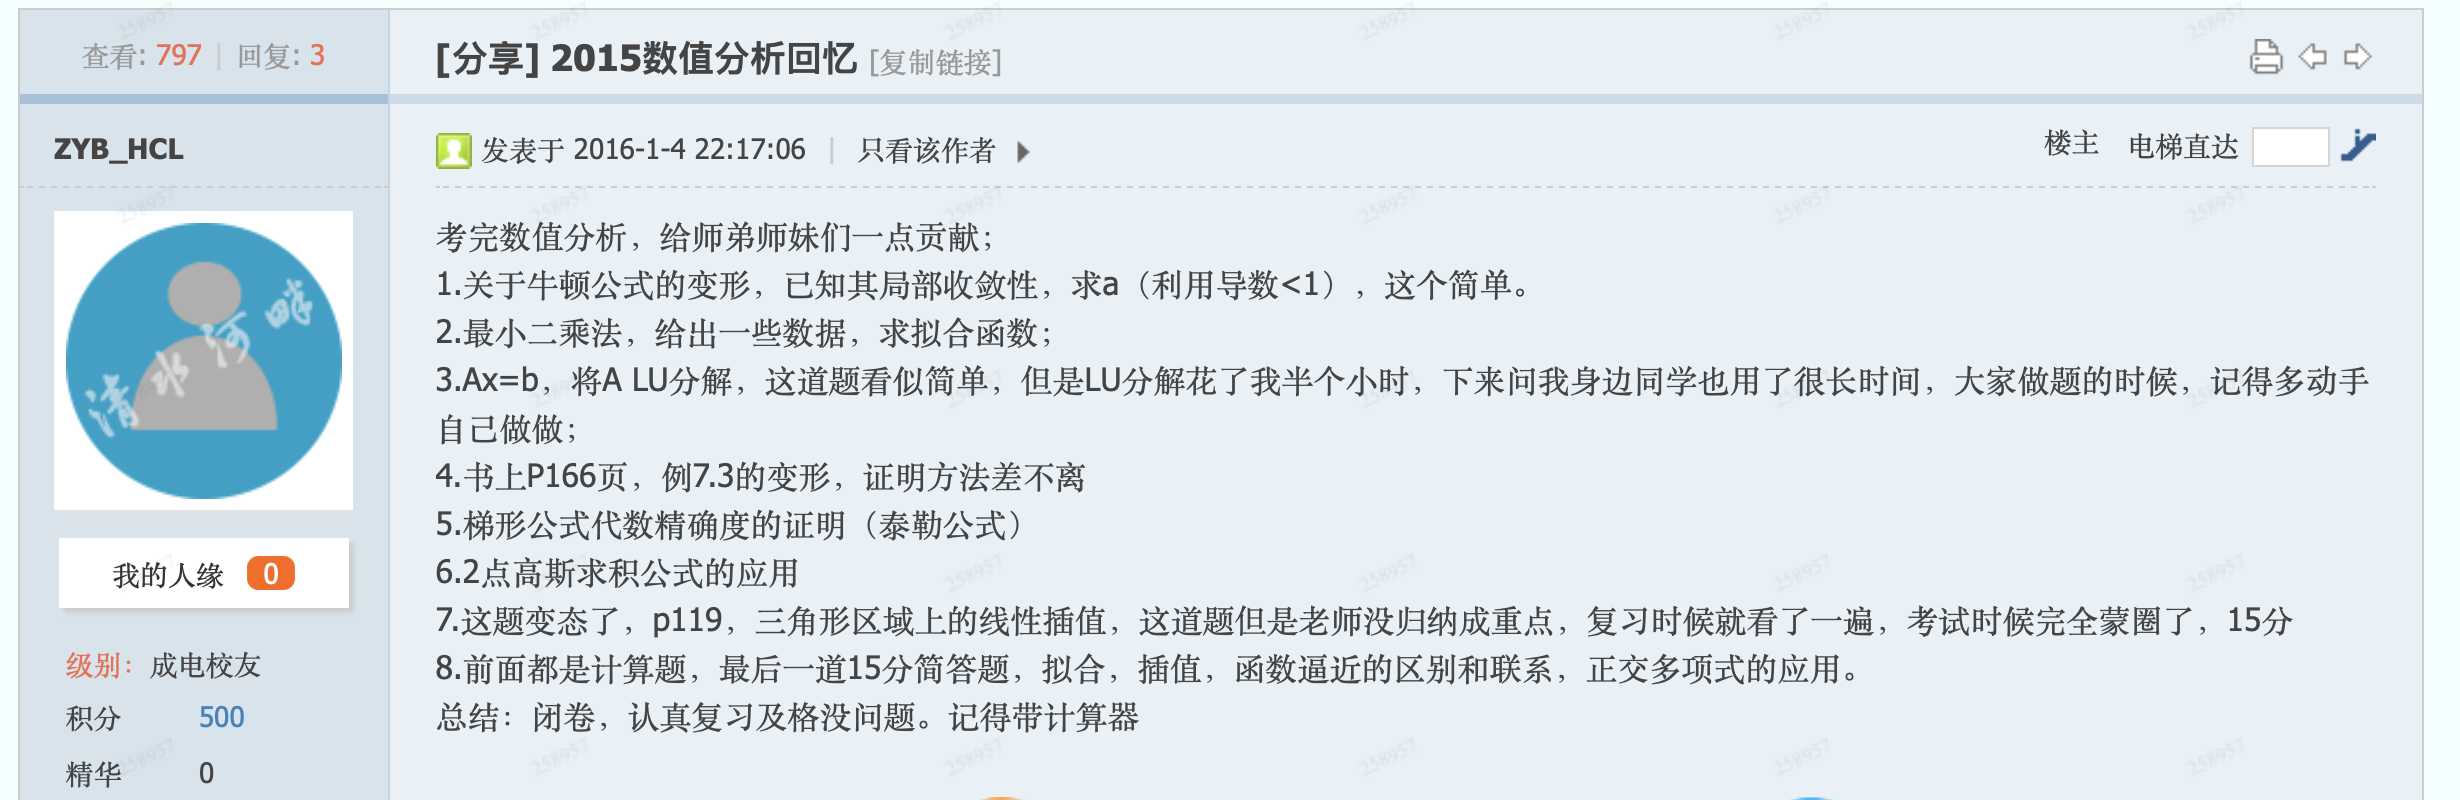 查看: 797 | 回复: 3
[分享] 2015数值分析回忆 [复制链接]
ZYB_HCL
发表于 2016-1-4 22:17:06 | 只看该作者
楼主 电梯直达
考完数值分析，给师弟师妹们一点贡献；
1.关于牛顿公式的变形，已知其局部收敛性，求a（利用导数<1），这个简单。
2.最小二乘法，给出一些数据，求拟合函数；
3.Ax=b，将A LU分解，这道题看似简单，但是LU分解花了我半个小时，下来问我身边同学也用了很长时间，大家做题的时候，记得多动手
自己做做；
4.书上P166页，例7.3的变形，证明方法差不离
5.梯形公式代数精确度的证明（泰勒公式）
6.2点高斯求积公式的应用
7.这题变态了，p119，三角形区域上的线性插值，这道题但是老师没归纳成重点，复习时候就看了一遍，考试时候完全蒙圈了，15分
8.前面都是计算题，最后一道15分简答题，拟合，插值，函数逼近的区别和联系，正交多项式的应用。
总结：闭卷，认真复习及格没问题。记得带计算器
清水河畔
我的人缘 0
级别： 成电校友
积分 500
精华 0
258957